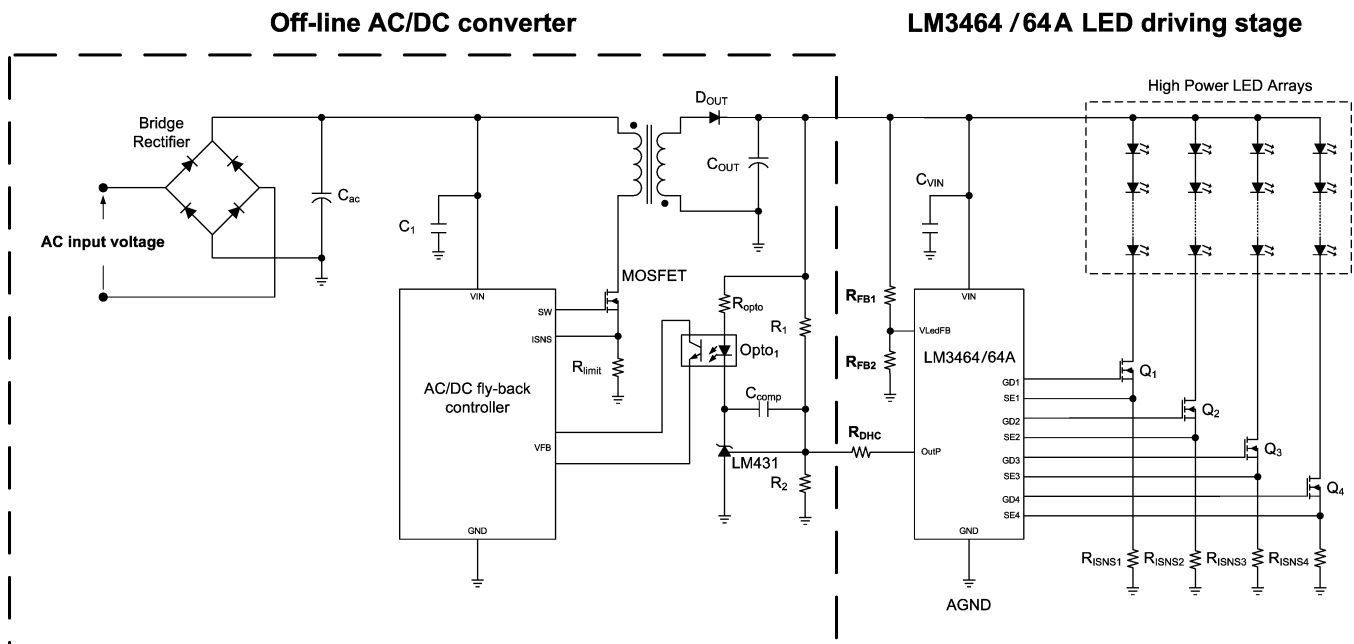 Off-line AC/DC converter
LM3464 / 64A LED driving stage
High Power LED Arrays
Bridge
Rectifier
AC input voltage
Cac
C1
DOUT
COUT
CVIN
MOSFET
VIN
SW
ISNS
Rlimit
AC/DC fly-back
controller
VFB
GND
Ropto
R1
Opto1
Ccomp
LM431
R2
RDHC
RFB1
RFB2
VIN
VLedFB
LM3464/64A
OutP
GD1
SE1
GD2
SE2
GD3
SE3
GD4
SE4
GND
AGND
Q1
Q2
Q3
Q4
RISNS1
RISNS2
RISNS3
RISNS4